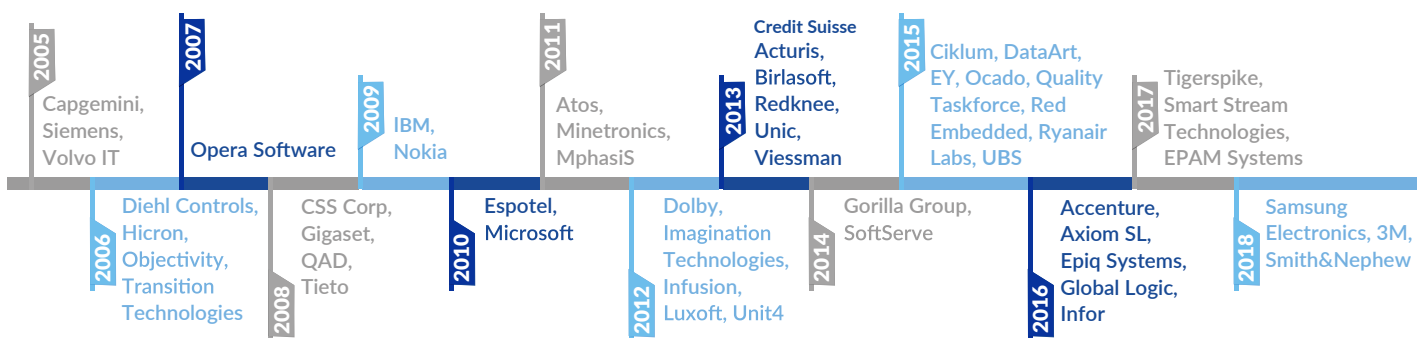 2005
Capgemini,
Siemens,
Volvo IT
2006
Diehl Controls,
Hicron,
Objectivity,
Transition
Technologies
2007
Opera Software
2008
CSS Corp,
Gigaset,
QAD,
Tieto
2009
IBM,
Nokia
2010
Espotel,
Microsoft
2011
Atos,
Minetronics,
MphasiS
2012
Dolby,
Imagination
Technologies,
Infusion,
Luxoft, Unit4
2013
Credit Suisse
Acturis,
Birlasoft,
Redknee,
Unic,
Viessman
2014
Gorilla Group,
SoftServe
2015
Ciklum, DataArt,
EY, Ocado, Quality
Taskforce, Red
Embedded, Ryanair
Labs, UBS
2016
Accenture,
Axiom SL,
Epiq Systems,
Global Logic,
Infor
2017
Tigerspike,
Smart Stream
Technologies,
EPAM Systems
2018
Samsung
Electronics, 3M,
Smith&Nephew